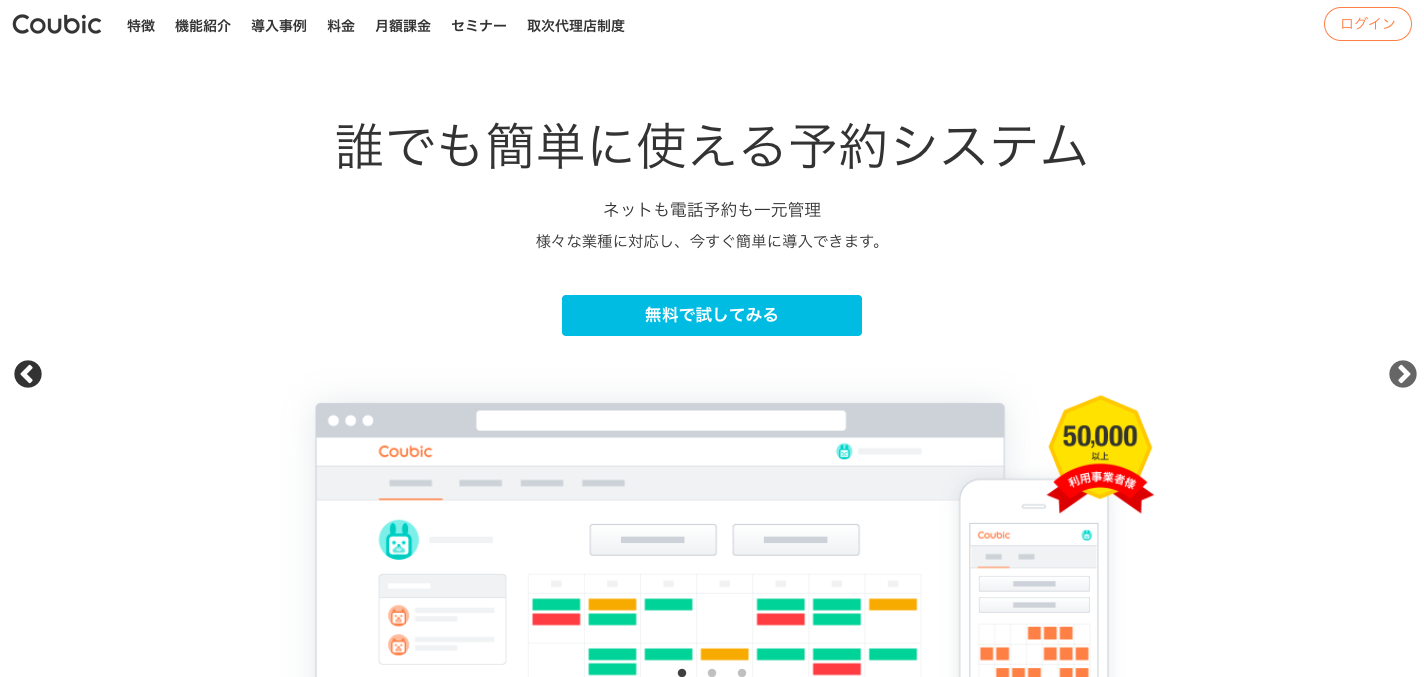 Coubic 特徴 機能紹介 導入事例 料金 月額課金 セミナー 取次代理店制度 ログイン
誰でも簡単に使える予約システム
ネットも電話予約も一元管理
様々な業種に対応し、今すぐ簡単に導入できます。
無料で試してみる
50,000
以上
利用事業者様
Coubic
Coubic